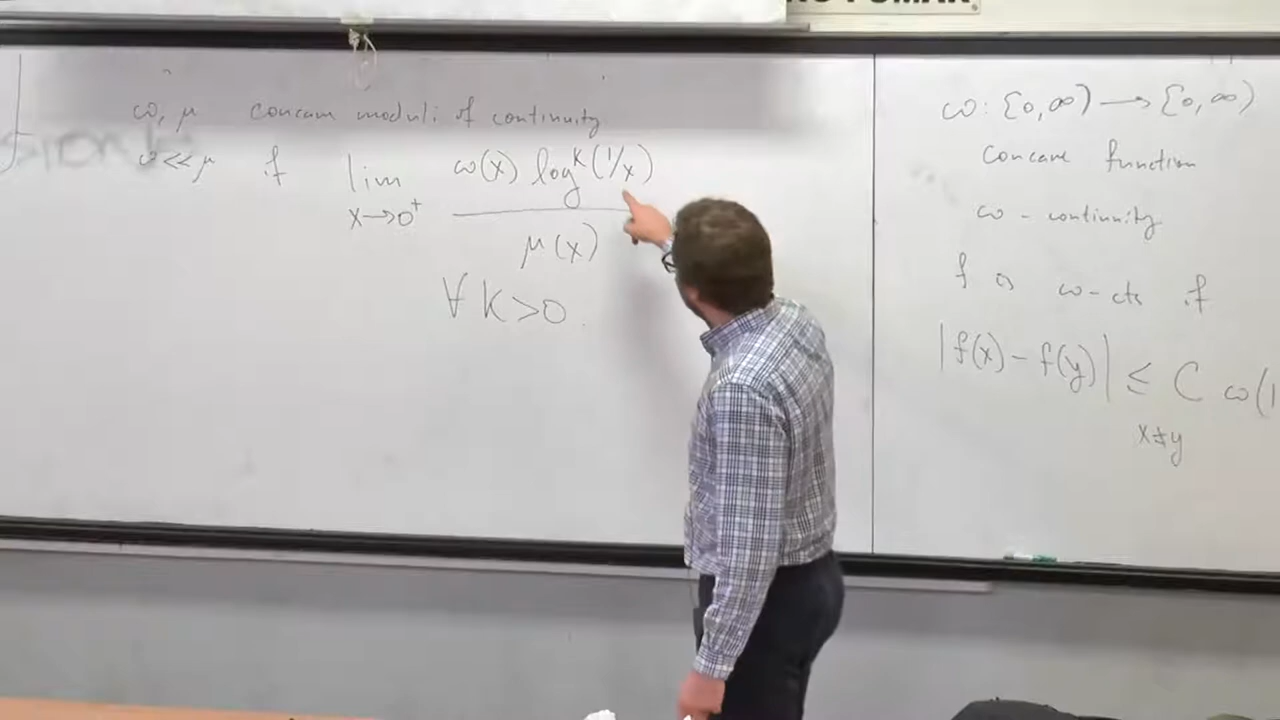 ω, μ concave moduli of continuity
ω << μ if lim x→0⁺ ω(x) log^k(1/x) / μ(x)
∀ k > 0.
ω: [0,∞) → [0,∞)
concave function
ω - continuity
f is ω-cts if
|f(x) - f(y)| ≤ C ω(|
x≠y